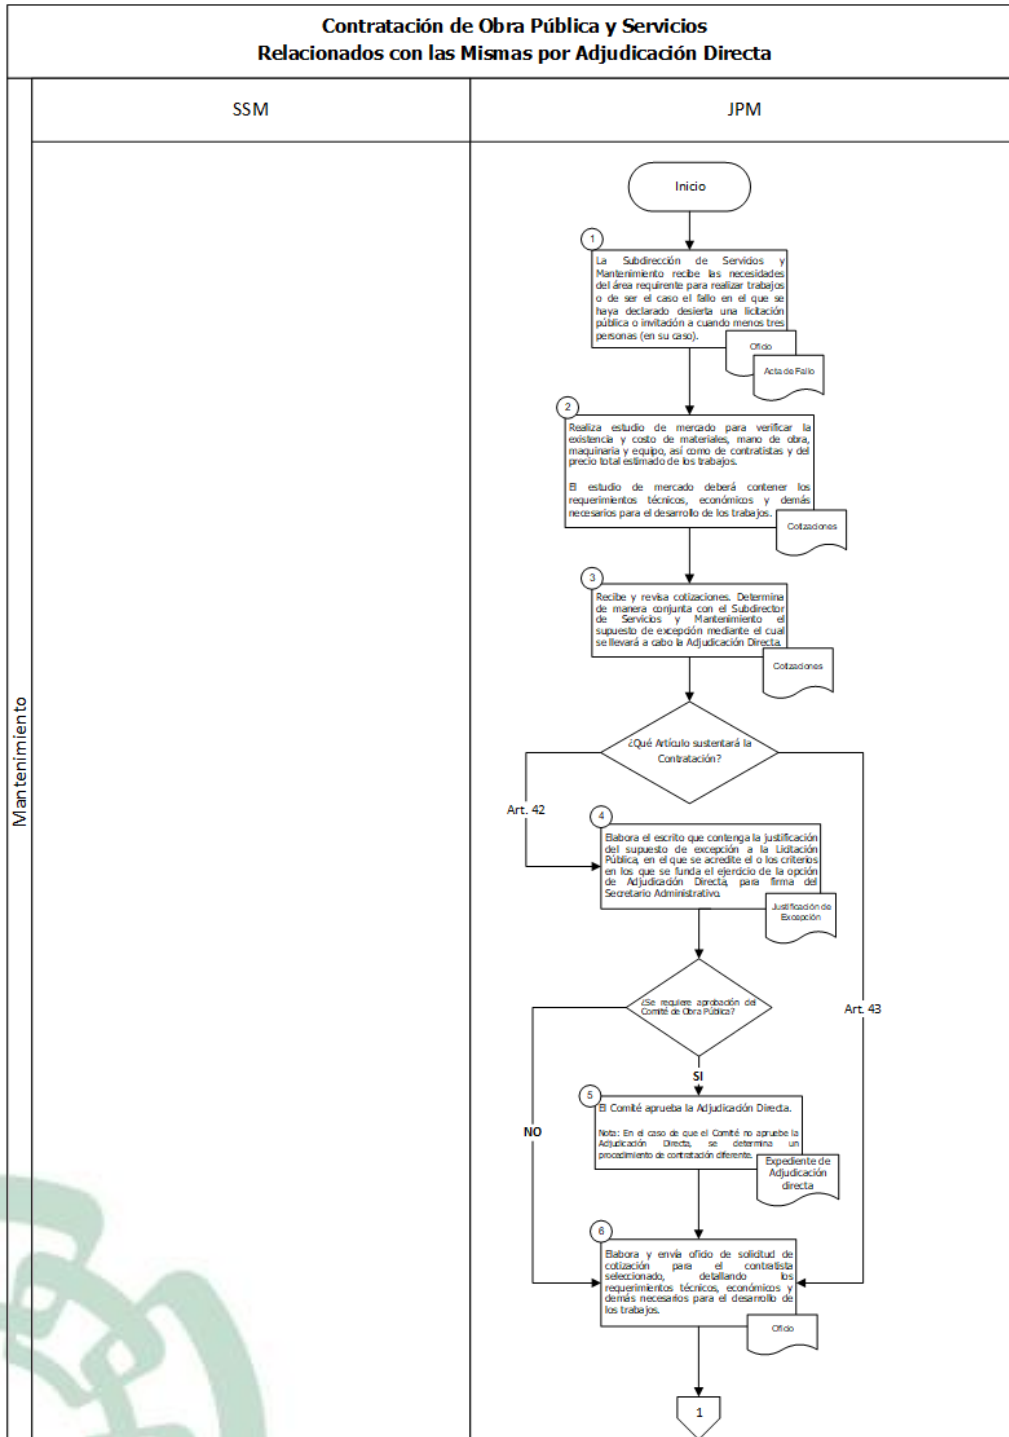 Contratación de Obra Pública y Servicios
Relacionados con las Mismas por Adjudicación Directa
SSM
JPM
Mantenimiento
Inicio
1
La Subdirección de Servicios y
Mantenimiento recibe las necesidades
del área requirente para realizar trabajos
o de ser el caso el fallo en el que se
haya declarado desierta una licitación
pública o invitación a cuando menos tres
personas (en su caso).
Oficio
Acta de Fallo
2
Realiza estudio de mercado para verificar la
existencia y costo de materiales, mano de obra,
maquinaria y equipo, así como de contratistas y del
precio total estimado de los trabajos.
El estudio de mercado deberá contener los
requerimientos técnicos, económicos y demás
necesarios para el desarrollo de los trabajos.
Cotizaciones
3
Recibe y revisa cotizaciones. Determina
de manera conjunta con el Subdirector
de Servicios y Mantenimiento el
supuesto de excepción mediante el cual
se llevará a cabo la Adjudicación Directa.
Cotizaciones
¿Qué Artículo sustentará la
Contratación?
Art. 42
4
Elabora el escrito que contenga la justificación
del supuesto de excepción a la Licitación
Pública, en el que se acredite el o los criterios
en los que se funda el ejercicio de la opción
de Adjudicación Directa, para firma del
Secretario Administrativo.
Justificación de
Excepción
¿Se requiere aprobación del
Comité de Obra Pública?
Art. 43
SI
5
El Comité aprueba la Adjudicación Directa.
Nota: En el caso de que el Comité no apruebe la
Adjudicación Directa, se determina un
procedimiento de contratación diferente.
NO
Expediente de
Adjudicación
directa
6
Elabora y envía oficio de solicitud de
cotización para el contratista
seleccionado, detallando los
requerimientos técnicos, económicos y
demás necesarios para el desarrollo de
los trabajos.
Oficio
1